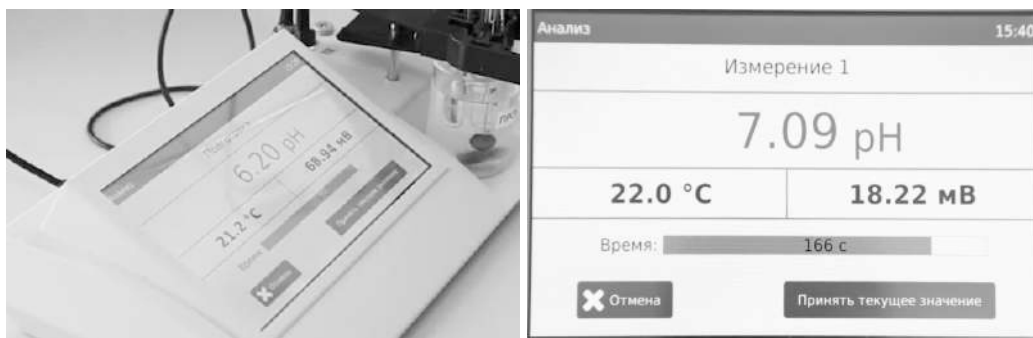 6.20 pH
21.2 °C
68.94 мВ
Отмена
Анализ 15:40
Измерение 1
7.09 pH
22.0 °C 18.22 мВ
Время: 166 с
Отмена Принять текущее значение